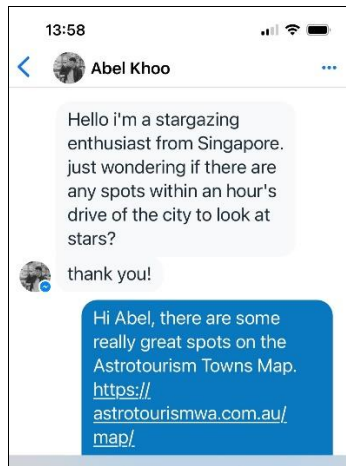 13:58
Abel Khoo
Hello i'm a stargazing
enthusiast from Singapore.
just wondering if there are
any spots within an hour's
drive of the city to look at
stars?
thank you!
Hi Abel, there are some
really great spots on the
Astrotourism Towns Map.
https://
astrotourismwa.com.au/
map/